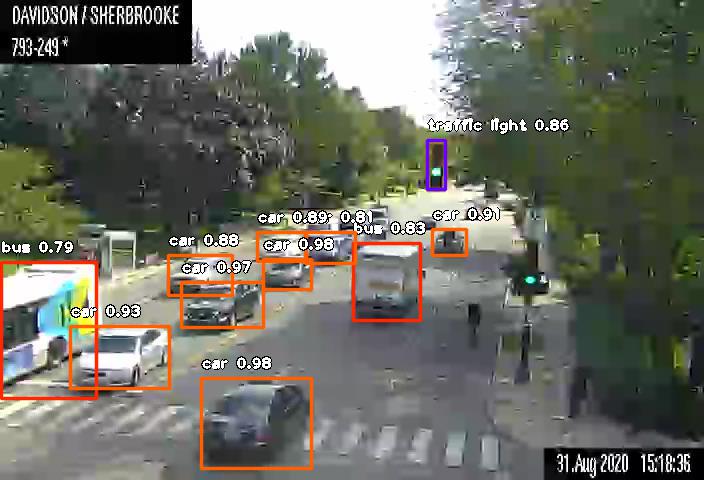 DAVIDSON / SHERBROOKE
793-249 *
traffic light 0.86
car 0.89
0.81
car 0.91
bus 0.83
car 0.88
car 0.98
bus 0.79
car 0.97
car 0.93
car 0.98
31.Aug 2020 15:18:36